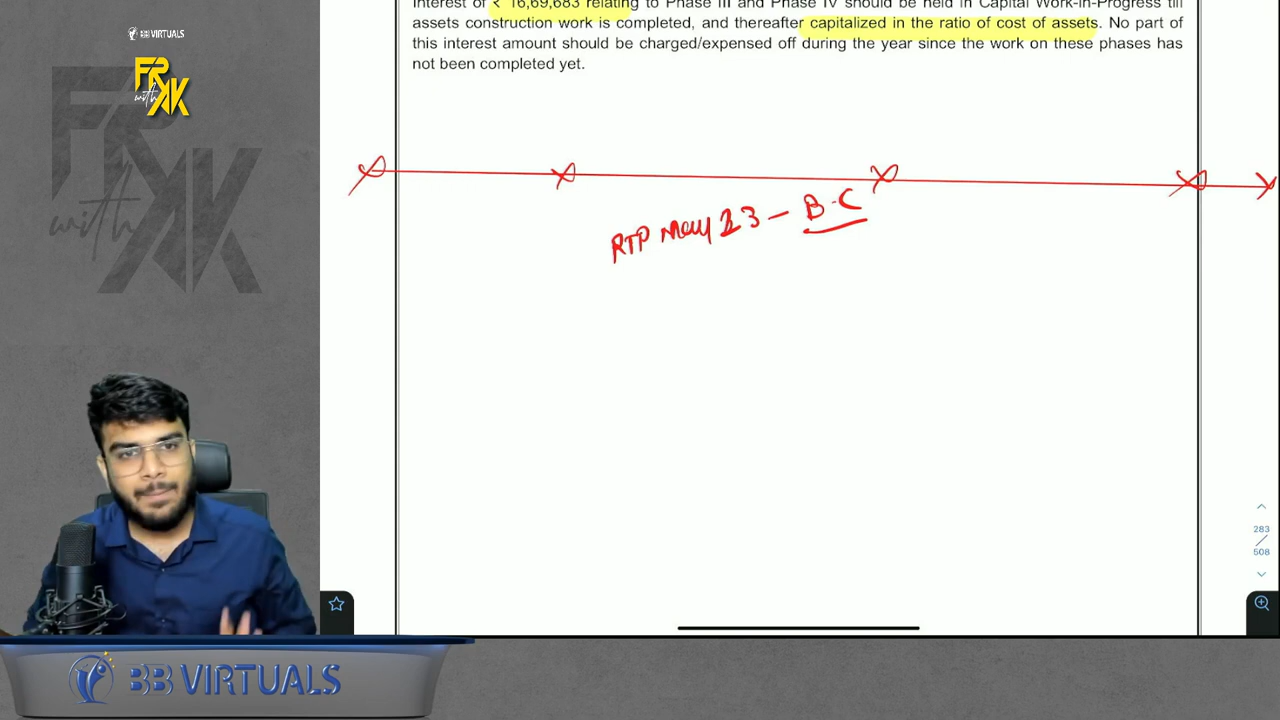 BB VIRTUALS
FR
with
AK
FR
with
AK
Interest of ₹ 16,69,683 relating to Phase III and Phase IV should be held in Capital Work-in-Progress till
assets construction work is completed, and thereafter capitalized in the ratio of cost of assets. No part of
this interest amount should be charged/expensed off during the year since the work on these phases has
not been completed yet.
RTP May 23 - B.C
283
508
BB VIRTUALS